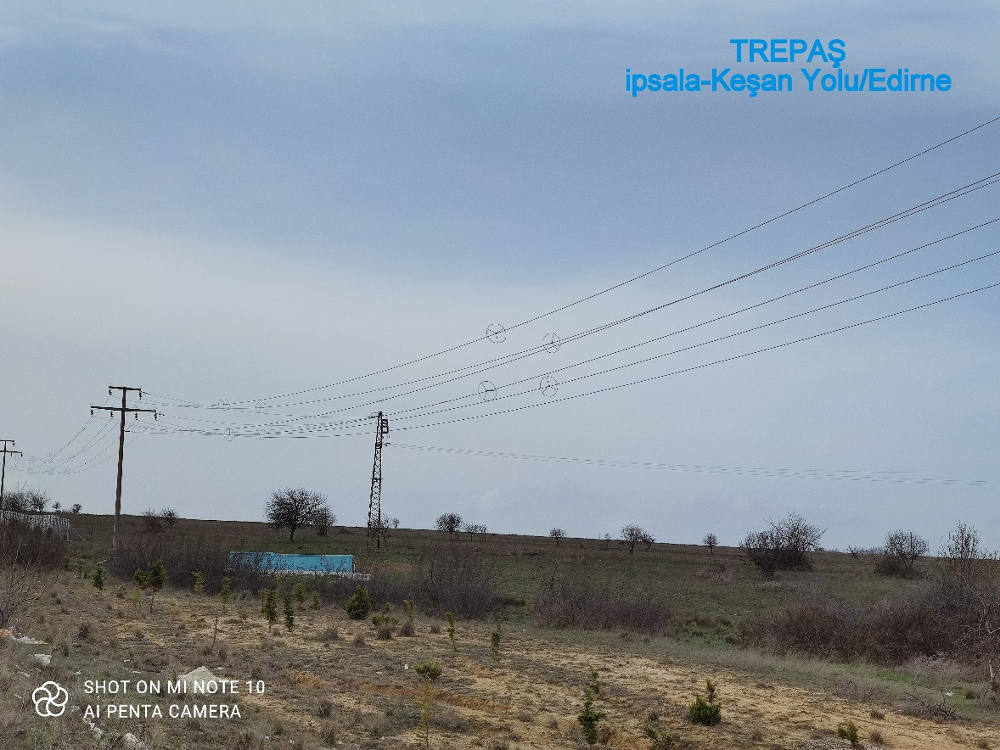 TREPAŞ
ipsala-Keşan Yolu/Edirne
SHOT ON MI NOTE 10
AI PENTA CAMERA